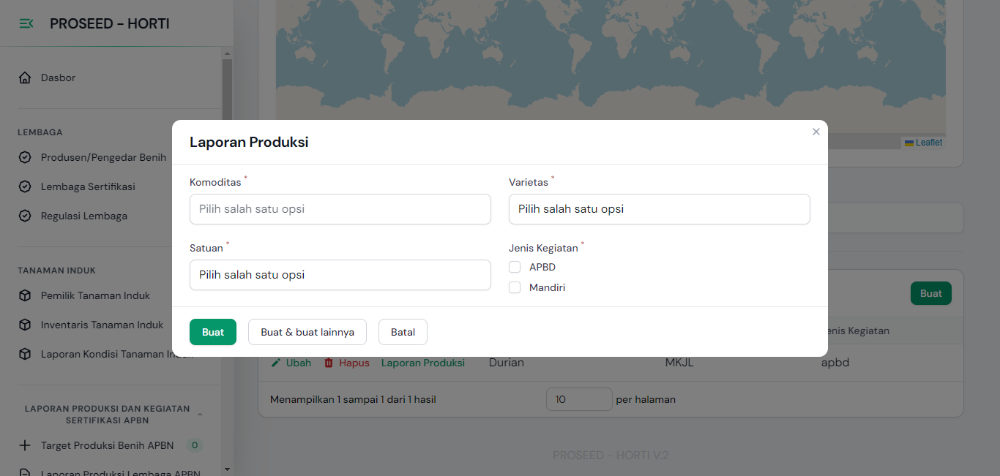 PROSEED - HORTI
Dasbor
LEMBAGA
Produsen/Pengedar Benih
Lembaga Sertifikasi
Regulasi Lembaga
TANAMAN INDUK
Pemilik Tanaman Induk
Inventaris Tanaman Induk
Laporan Kondisi Tanaman Induk
LAPORAN PRODUKSI DAN KEGIATAN
SERTIFIKASI APBN
Target Produksi Benih APBN 0
Laporan Produksi Lembaga APBN
Leaflet
Laporan Produksi
Komoditas *
Pilih salah satu opsi
Varietas *
Pilih salah satu opsi
Satuan *
Pilih salah satu opsi
Jenis Kegiatan *
APBD
Mandiri
Buat
Buat & buat lainnya
Batal
Buat
enis Kegiatan
Ubah Hapus Laporan Produksi Durian MKJL apbd
Menampilkan 1 sampai 1 dari 1 hasil 10 per halaman
PROSEED - HORTI V.2